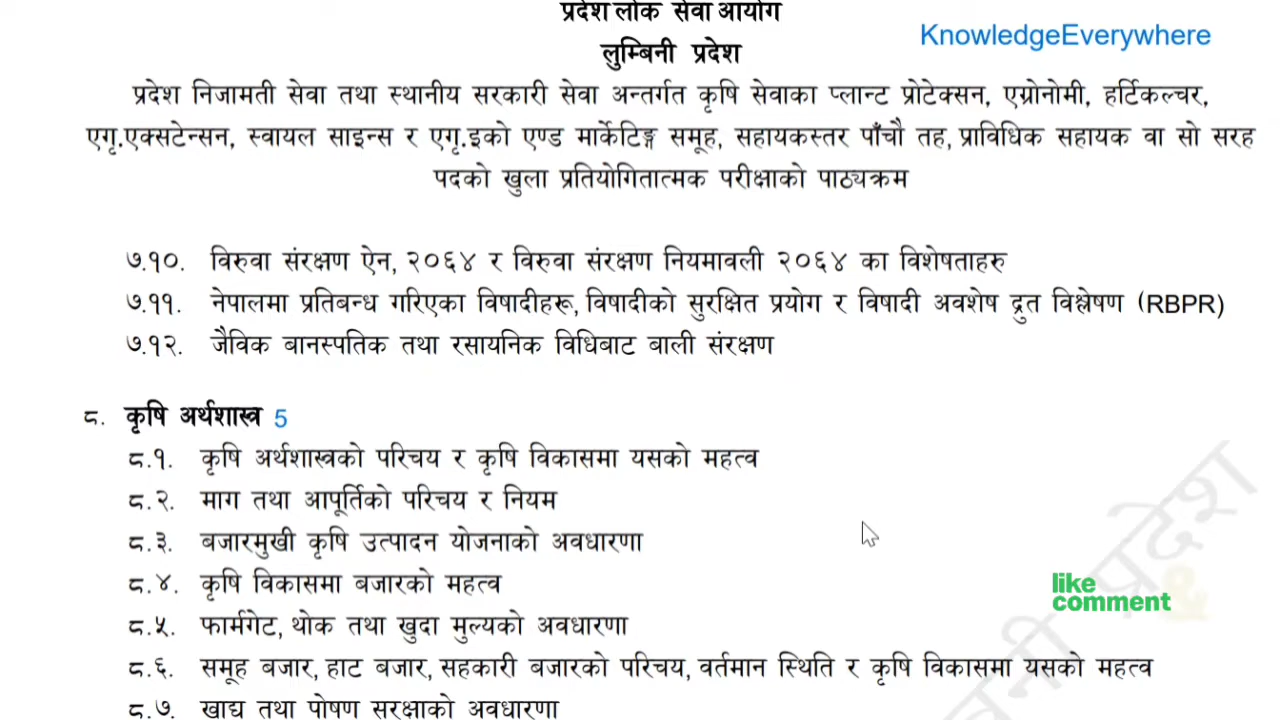 प्रदेश लोक सेवा आयोग
KnowledgeEverywhere
लुम्बिनी प्रदेश
प्रदेश निजामती सेवा तथा स्थानीय सरकारी सेवा अन्तर्गत कृषि सेवाका प्लान्ट प्रोटेक्सन, एग्रोनोमी, हर्टिकल्चर,
एगृ.एक्सटेन्सन, स्वायल साइन्स र एगृ.इको एण्ड मार्केटिङ्ग समूह, सहायकस्तर पाँचौ तह, प्राविधिक सहायक वा सो सरह
पदको खुला प्रतियोगितात्मक परीक्षाको पाठ्यक्रम
७.१०. विरुवा संरक्षण ऐन, २०६४ र विरुवा संरक्षण नियमावली २०६४ का विशेषताहरु
७.११. नेपालमा प्रतिबन्ध गरिएका विषादीहरू, विषादीको सुरक्षित प्रयोग र विषादी अवशेष द्रुत विश्लेषण (RBPR)
७.१२. जैविक बानस्पतिक तथा रसायनिक विधिबाट बाली संरक्षण
८. कृषि अर्थशास्त्र 5
८.१. कृषि अर्थशास्त्रको परिचय र कृषि विकासमा यसको महत्व
८.२. माग तथा आपूर्तिको परिचय र नियम
८.३. बजारमुखी कृषि उत्पादन योजनाको अवधारणा
८.४. कृषि विकासमा बजारको महत्व
८.५. फार्मगेट, थोक तथा खुदा मुल्यको अवधारणा
८.६. समूह बजार, हाट बजार, सहकारी बजारको परिचय, वर्तमान स्थिति र कृषि विकासमा यसको महत्व
८.७. खाद्य तथा पोषण सुरक्षाको अवधारणा
like
comment
&
प्रदेश